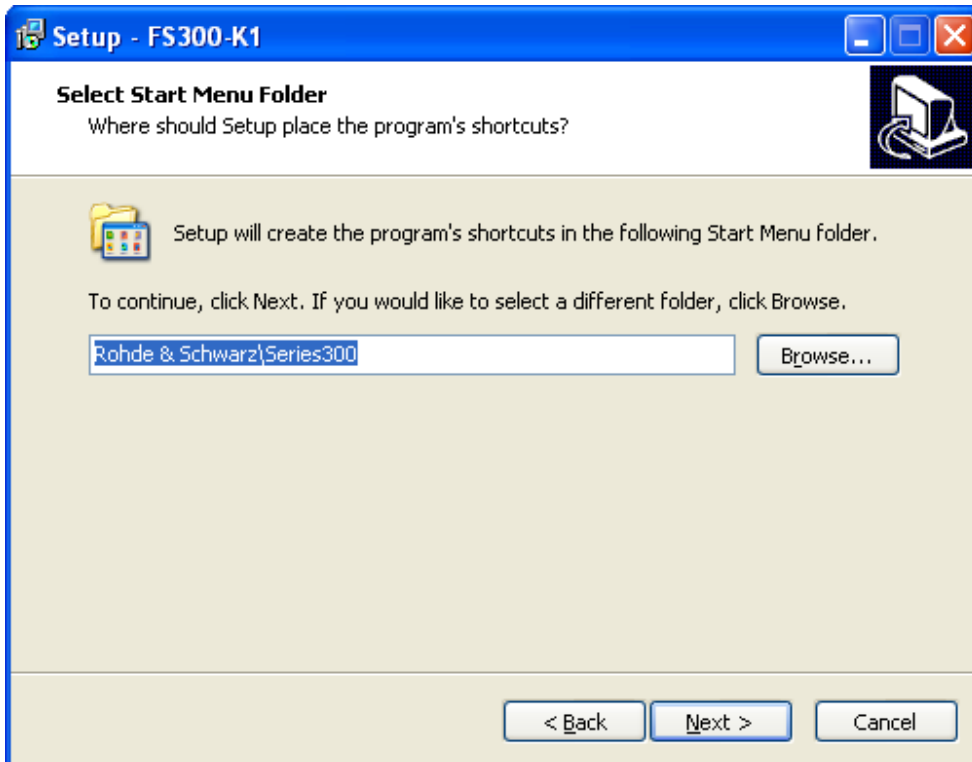 Setup - FS300-K1
Select Start Menu Folder
Where should Setup place the program's shortcuts?
Setup will create the program's shortcuts in the following Start Menu folder.
To continue, click Next. If you would like to select a different folder, click Browse.
Rohde & Schwarz\Series300
Browse...
< Back
Next >
Cancel